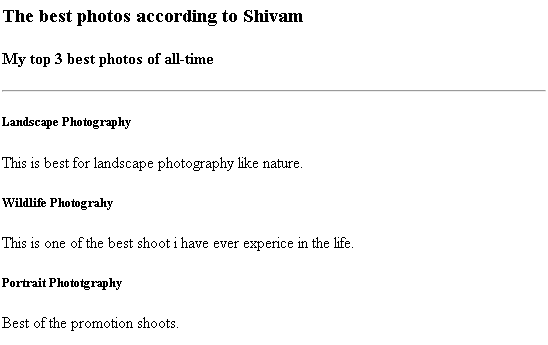 The best photos according to Shivam
My top 3 best photos of all-time
Landscape Photography
This is best for landscape photography like nature.
Wildlife Photograhy
This is one of the best shoot i have ever experice in the life.
Portrait Phototgraphy
Best of the promotion shoots.